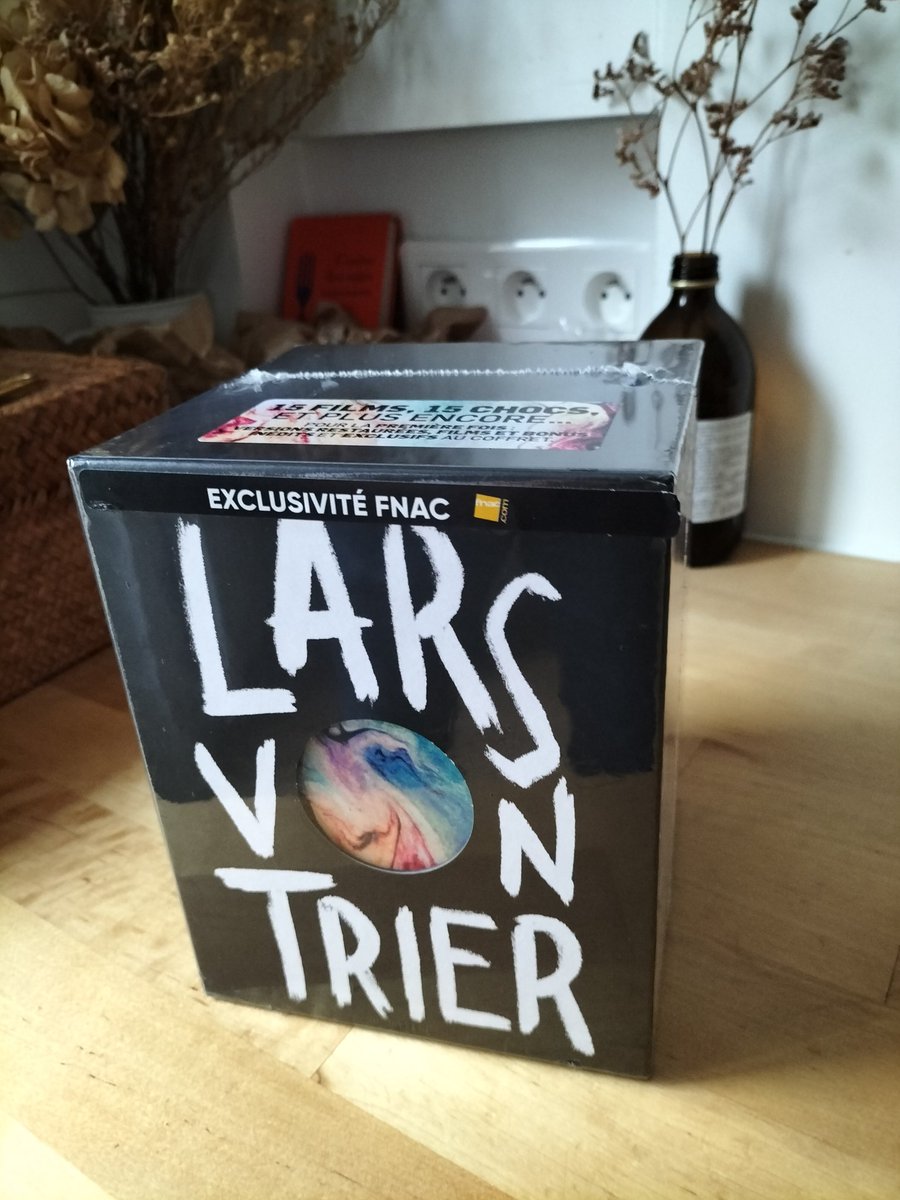 15 FILMS, 15 CHOCS,
ET PLUS ENCORE...
POUR LA PREMIÈRE FOIS :
VERSIONS RESTAURÉES, FILMS ET BONUS
INÉDITS ET EXCLUSIFS AU COFFRET
EXCLUSIVITÉ FNAC fnac.com
LARS
V N
TRIER